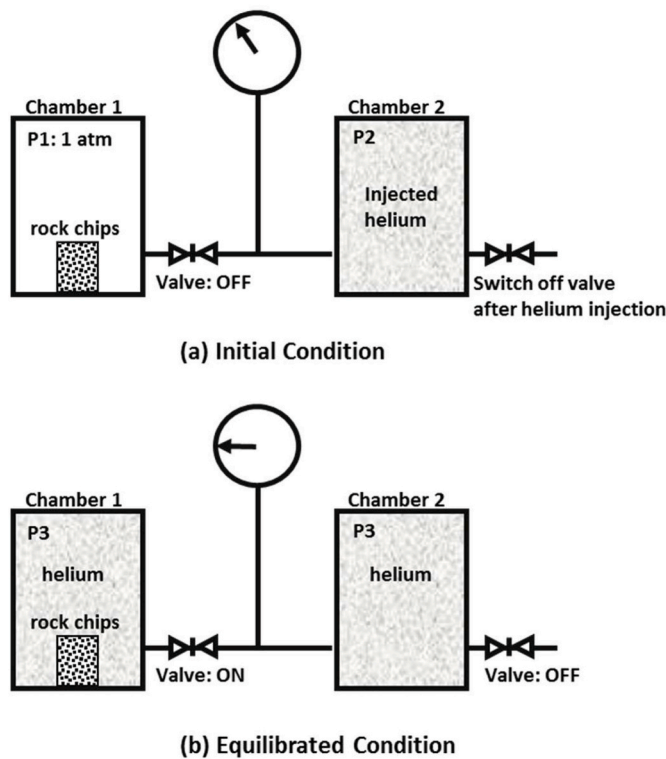 Chamber 1
Chamber 2
P1: 1 atm
P2
Injected
helium
rock chips
Valve: OFF
Switch off valve
after helium injection
(a) Initial Condition
Chamber 1
Chamber 2
P3
P3
helium
helium
rock chips
Valve: ON
Valve: OFF
(b) Equilibrated Condition